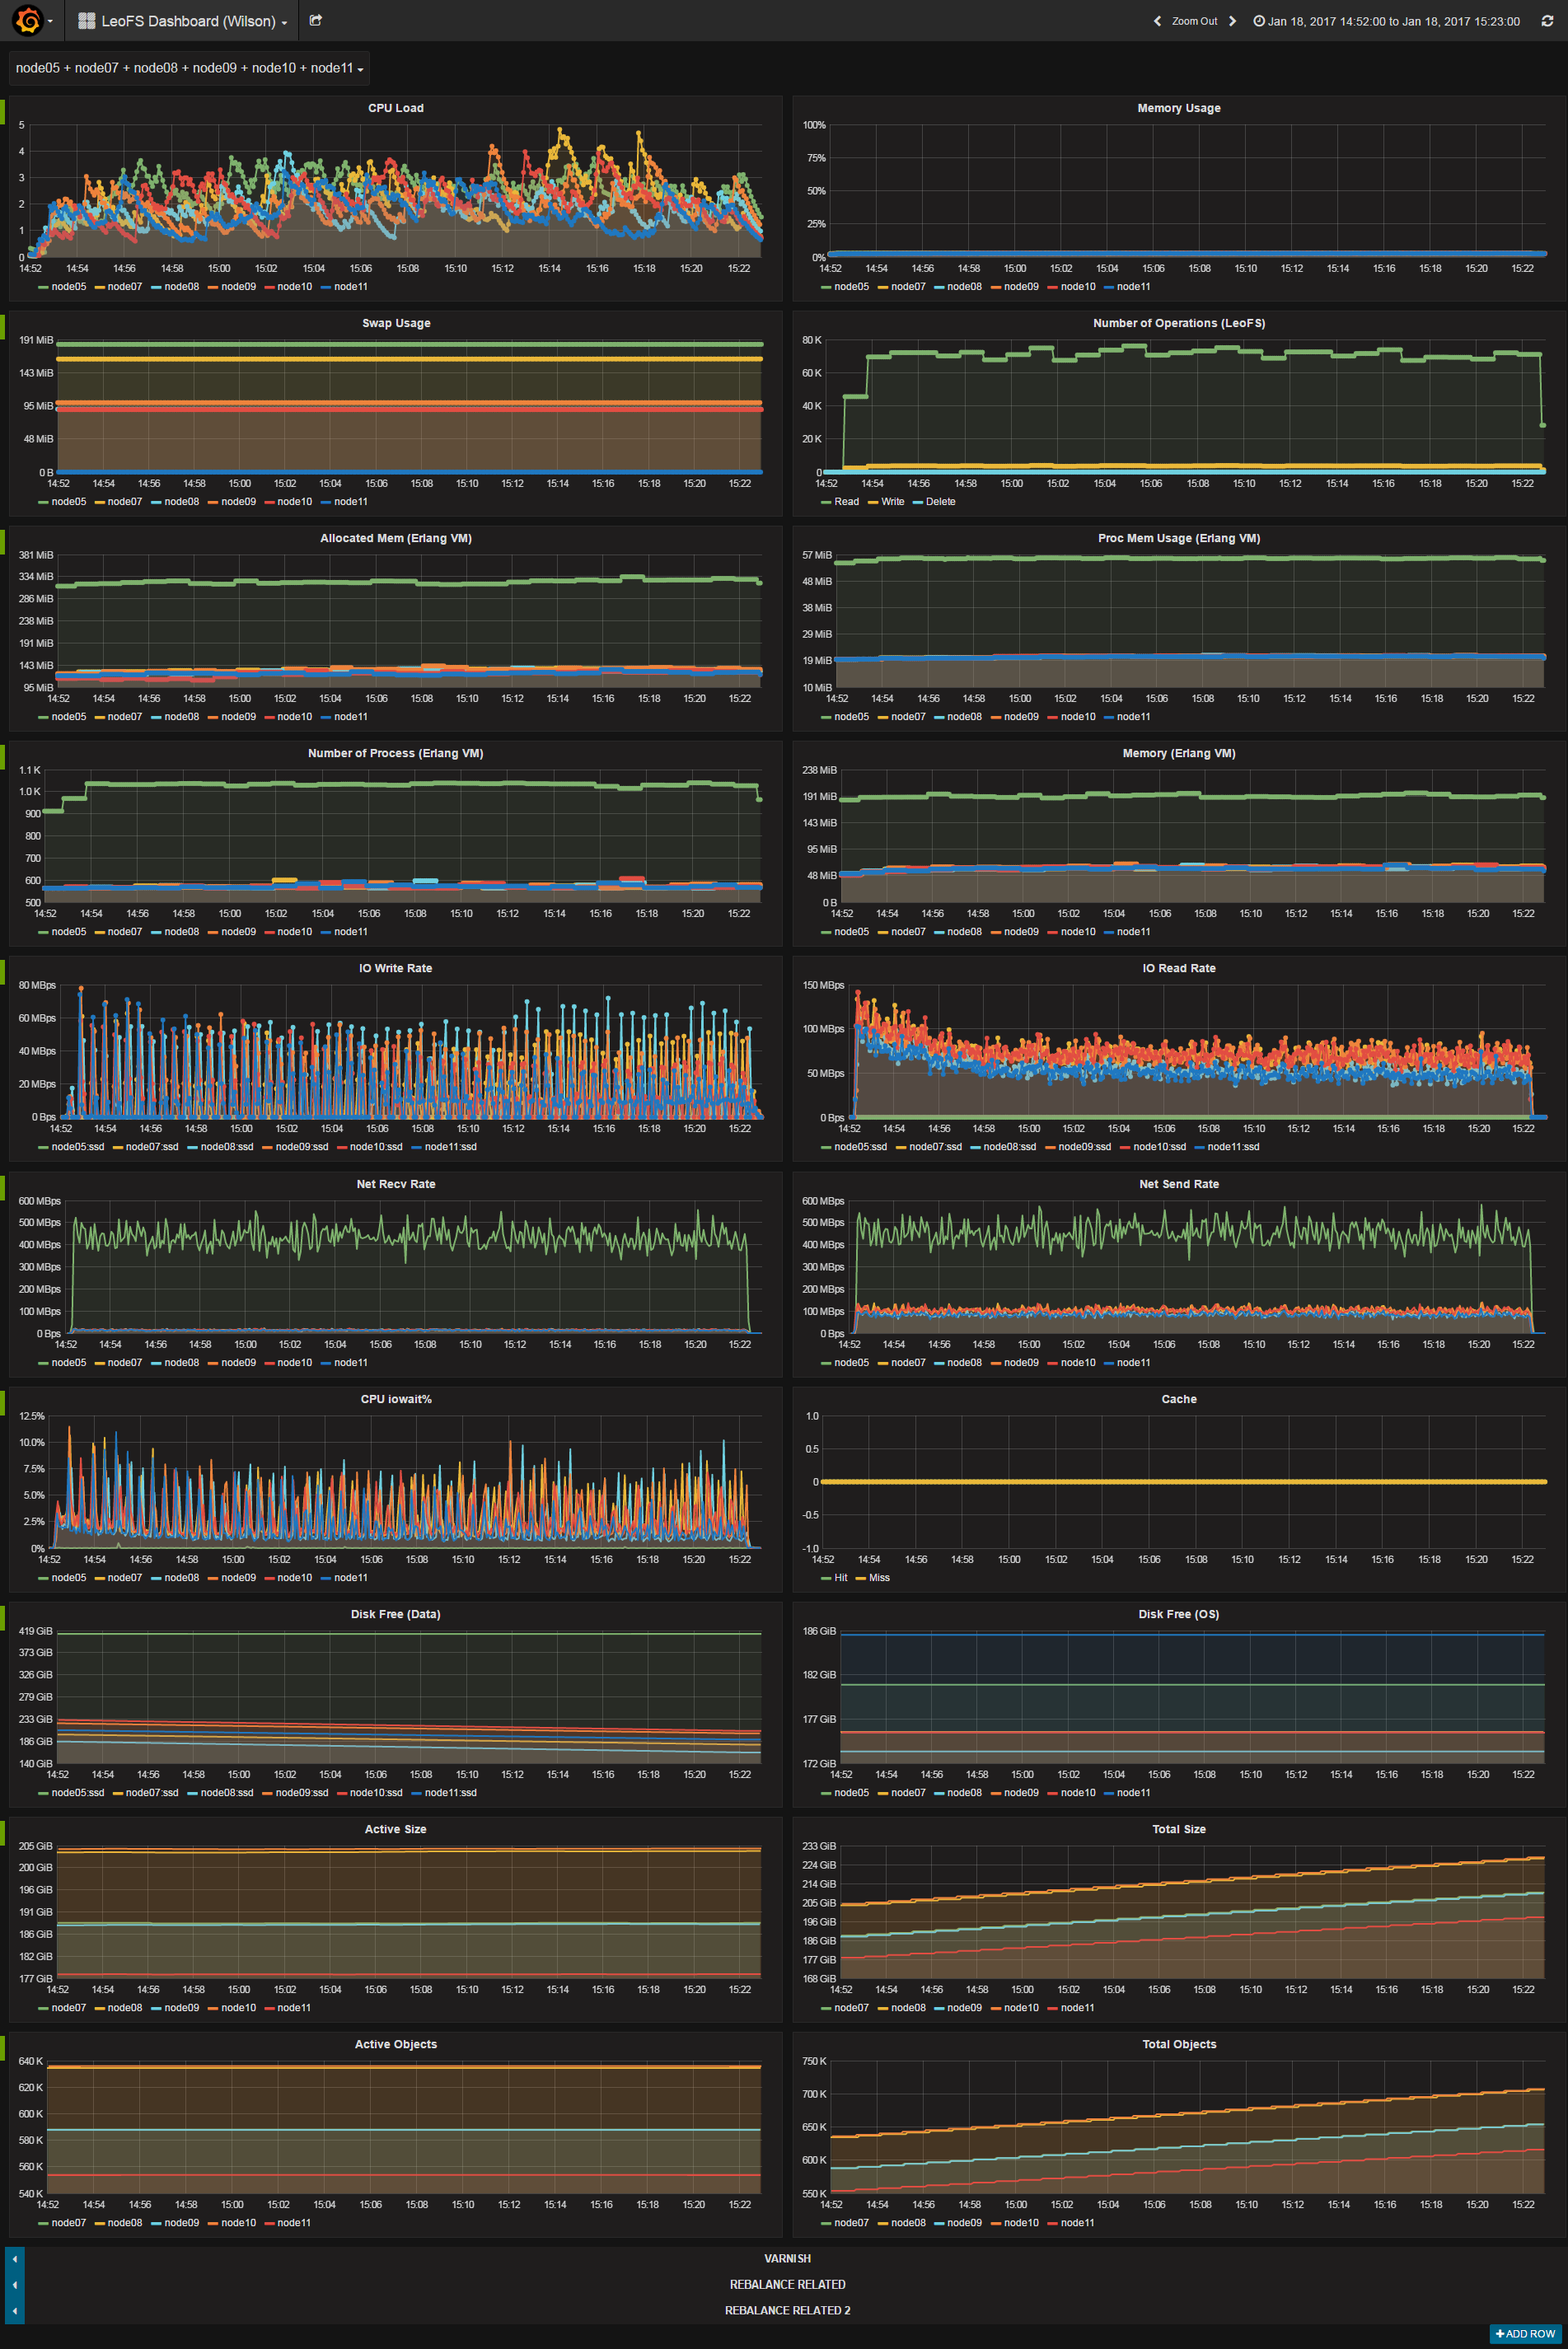 LeoFS Dashboard (Wilson)
Zoom Out
Jan 18, 2017 14:52:00 to Jan 18, 2017 15:23:00
node05 + node07 + node08 + node09 + node10 + node11
CPU Load
5
4
3
2
1
0
14:52 14:54 14:56 14:58 15:00 15:02 15:04 15:06 15:08 15:10 15:12 15:14 15:16 15:18 15:20 15:22
node05 node07 node08 node09 node10 node11
Memory Usage
100%
75%
50%
25%
0%
14:52 14:54 14:56 14:58 15:00 15:02 15:04 15:06 15:08 15:10 15:12 15:14 15:16 15:18 15:20 15:22
node05 node07 node08 node09 node10 node11
Swap Usage
191 MiB
143 MiB
95 MiB
48 MiB
0 B
14:52 14:54 14:56 14:58 15:00 15:02 15:04 15:06 15:08 15:10 15:12 15:14 15:16 15:18 15:20 15:22
node05 node07 node08 node09 node10 node11
Number of Operations (LeoFS)
80 K
60 K
40 K
20 K
0
14:52 14:54 14:56 14:58 15:00 15:02 15:04 15:06 15:08 15:10 15:12 15:14 15:16 15:18 15:20 15:22
Read Write Delete
Allocated Mem (Erlang VM)
381 MiB
334 MiB
286 MiB
238 MiB
191 MiB
143 MiB
95 MiB
14:52 14:54 14:56 14:58 15:00 15:02 15:04 15:06 15:08 15:10 15:12 15:14 15:16 15:18 15:20 15:22
node05 node07 node08 node09 node10 node11
Proc Mem Usage (Erlang VM)
57 MiB
48 MiB
38 MiB
29 MiB
19 MiB
10 MiB
14:52 14:54 14:56 14:58 15:00 15:02 15:04 15:06 15:08 15:10 15:12 15:14 15:16 15:18 15:20 15:22
node05 node07 node08 node09 node10 node11
Number of Process (Erlang VM)
1.1 K
1.0 K
900
800
700
600
500
14:52 14:54 14:56 14:58 15:00 15:02 15:04 15:06 15:08 15:10 15:12 15:14 15:16 15:18 15:20 15:22
node05 node07 node08 node09 node10 node11
Memory (Erlang VM)
238 MiB
191 MiB
143 MiB
95 MiB
48 MiB
0 B
14:52 14:54 14:56 14:58 15:00 15:02 15:04 15:06 15:08 15:10 15:12 15:14 15:16 15:18 15:20 15:22
node05 node07 node08 node09 node10 node11
IO Write Rate
80 MBps
60 MBps
40 MBps
20 MBps
0 Bps
14:52 14:54 14:56 14:58 15:00 15:02 15:04 15:06 15:08 15:10 15:12 15:14 15:16 15:18 15:20 15:22
node05:ssd node07:ssd node08:ssd node09:ssd node10:ssd node11:ssd
IO Read Rate
150 MBps
100 MBps
50 MBps
0 Bps
14:52 14:54 14:56 14:58 15:00 15:02 15:04 15:06 15:08 15:10 15:12 15:14 15:16 15:18 15:20 15:22
node05:ssd node07:ssd node08:ssd node09:ssd node10:ssd node11:ssd
Net Recv Rate
600 MBps
500 MBps
400 MBps
300 MBps
200 MBps
100 MBps
0 Bps
14:52 14:54 14:56 14:58 15:00 15:02 15:04 15:06 15:08 15:10 15:12 15:14 15:16 15:18 15:20 15:22
node05 node07 node08 node09 node10 node11
Net Send Rate
600 MBps
500 MBps
400 MBps
300 MBps
200 MBps
100 MBps
0 Bps
14:52 14:54 14:56 14:58 15:00 15:02 15:04 15:06 15:08 15:10 15:12 15:14 15:16 15:18 15:20 15:22
node05 node07 node08 node09 node10 node11
CPU iowait%
12.5%
10.0%
7.5%
5.0%
2.5%
0%
14:52 14:54 14:56 14:58 15:00 15:02 15:04 15:06 15:08 15:10 15:12 15:14 15:16 15:18 15:20 15:22
node05 node07 node08 node09 node10 node11
Cache
1.0
0.5
0
-0.5
-1.0
14:52 14:54 14:56 14:58 15:00 15:02 15:04 15:06 15:08 15:10 15:12 15:14 15:16 15:18 15:20 15:22
Hit Miss
Disk Free (Data)
419 GiB
373 GiB
326 GiB
279 GiB
233 GiB
186 GiB
140 GiB
14:52 14:54 14:56 14:58 15:00 15:02 15:04 15:06 15:08 15:10 15:12 15:14 15:16 15:18 15:20 15:22
node05:ssd node07:ssd node08:ssd node09:ssd node10:ssd node11:ssd
Disk Free (OS)
186 GiB
182 GiB
177 GiB
172 GiB
14:52 14:54 14:56 14:58 15:00 15:02 15:04 15:06 15:08 15:10 15:12 15:14 15:16 15:18 15:20 15:22
node05 node07 node08 node09 node10 node11
Active Size
205 GiB
200 GiB
196 GiB
191 GiB
186 GiB
182 GiB
177 GiB
14:52 14:54 14:56 14:58 15:00 15:02 15:04 15:06 15:08 15:10 15:12 15:14 15:16 15:18 15:20 15:22
node07 node08 node09 node10 node11
Total Size
233 GiB
224 GiB
214 GiB
205 GiB
196 GiB
186 GiB
177 GiB
168 GiB
14:52 14:54 14:56 14:58 15:00 15:02 15:04 15:06 15:08 15:10 15:12 15:14 15:16 15:18 15:20 15:22
node07 node08 node09 node10 node11
Active Objects
640 K
620 K
600 K
580 K
560 K
540 K
14:52 14:54 14:56 14:58 15:00 15:02 15:04 15:06 15:08 15:10 15:12 15:14 15:16 15:18 15:20 15:22
node07 node08 node09 node10 node11
Total Objects
750 K
700 K
650 K
600 K
550 K
14:52 14:54 14:56 14:58 15:00 15:02 15:04 15:06 15:08 15:10 15:12 15:14 15:16 15:18 15:20 15:22
node07 node08 node09 node10 node11
VARNISH
REBALANCE RELATED
REBALANCE RELATED 2
+ ADD ROW